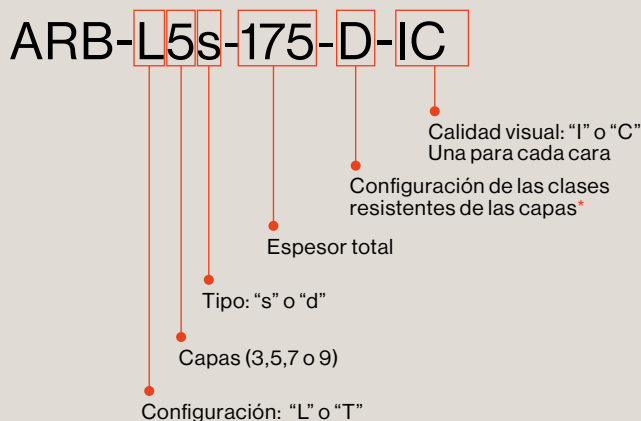 ARB-L5s-175-D-IC
Calidad visual: “I” o “C”
Una para cada cara
Configuración de las clases
resistentes de las capas*
Espesor total
Tipo: “s” o “d”
Capas (3,5,7 o 9)
Configuración: “L” o “T”